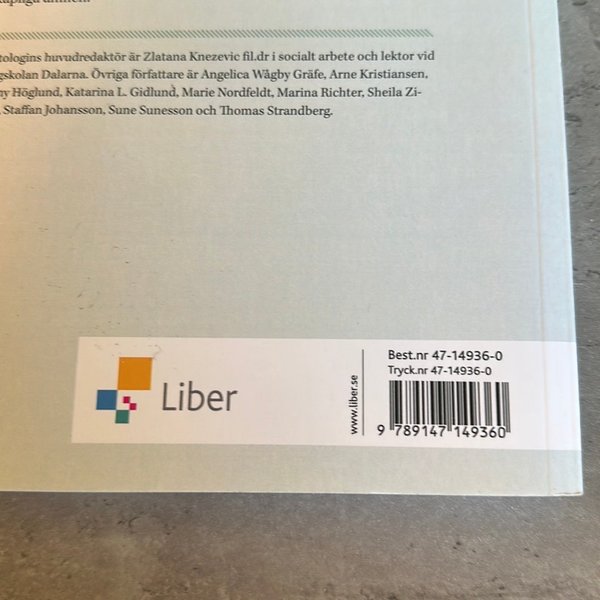 tologins huvudredaktör är Zlatana Knezevic fil.dr i socialt arbete och lektor vid
gskolan Dalarna. Övriga författare är Angelica Wågby Gräfe, Arne Kristiansen,
ny Höglund, Katarina L. Gidlund, Marie Nordfeldt, Marina Richter, Sheila Zi-
, Staffan Johansson, Sune Sunesson och Thomas Strandberg.
Liber
www.liber.se
Best.nr 47-14936-0
Tryck.nr 47-14936-0
9 789147 149360